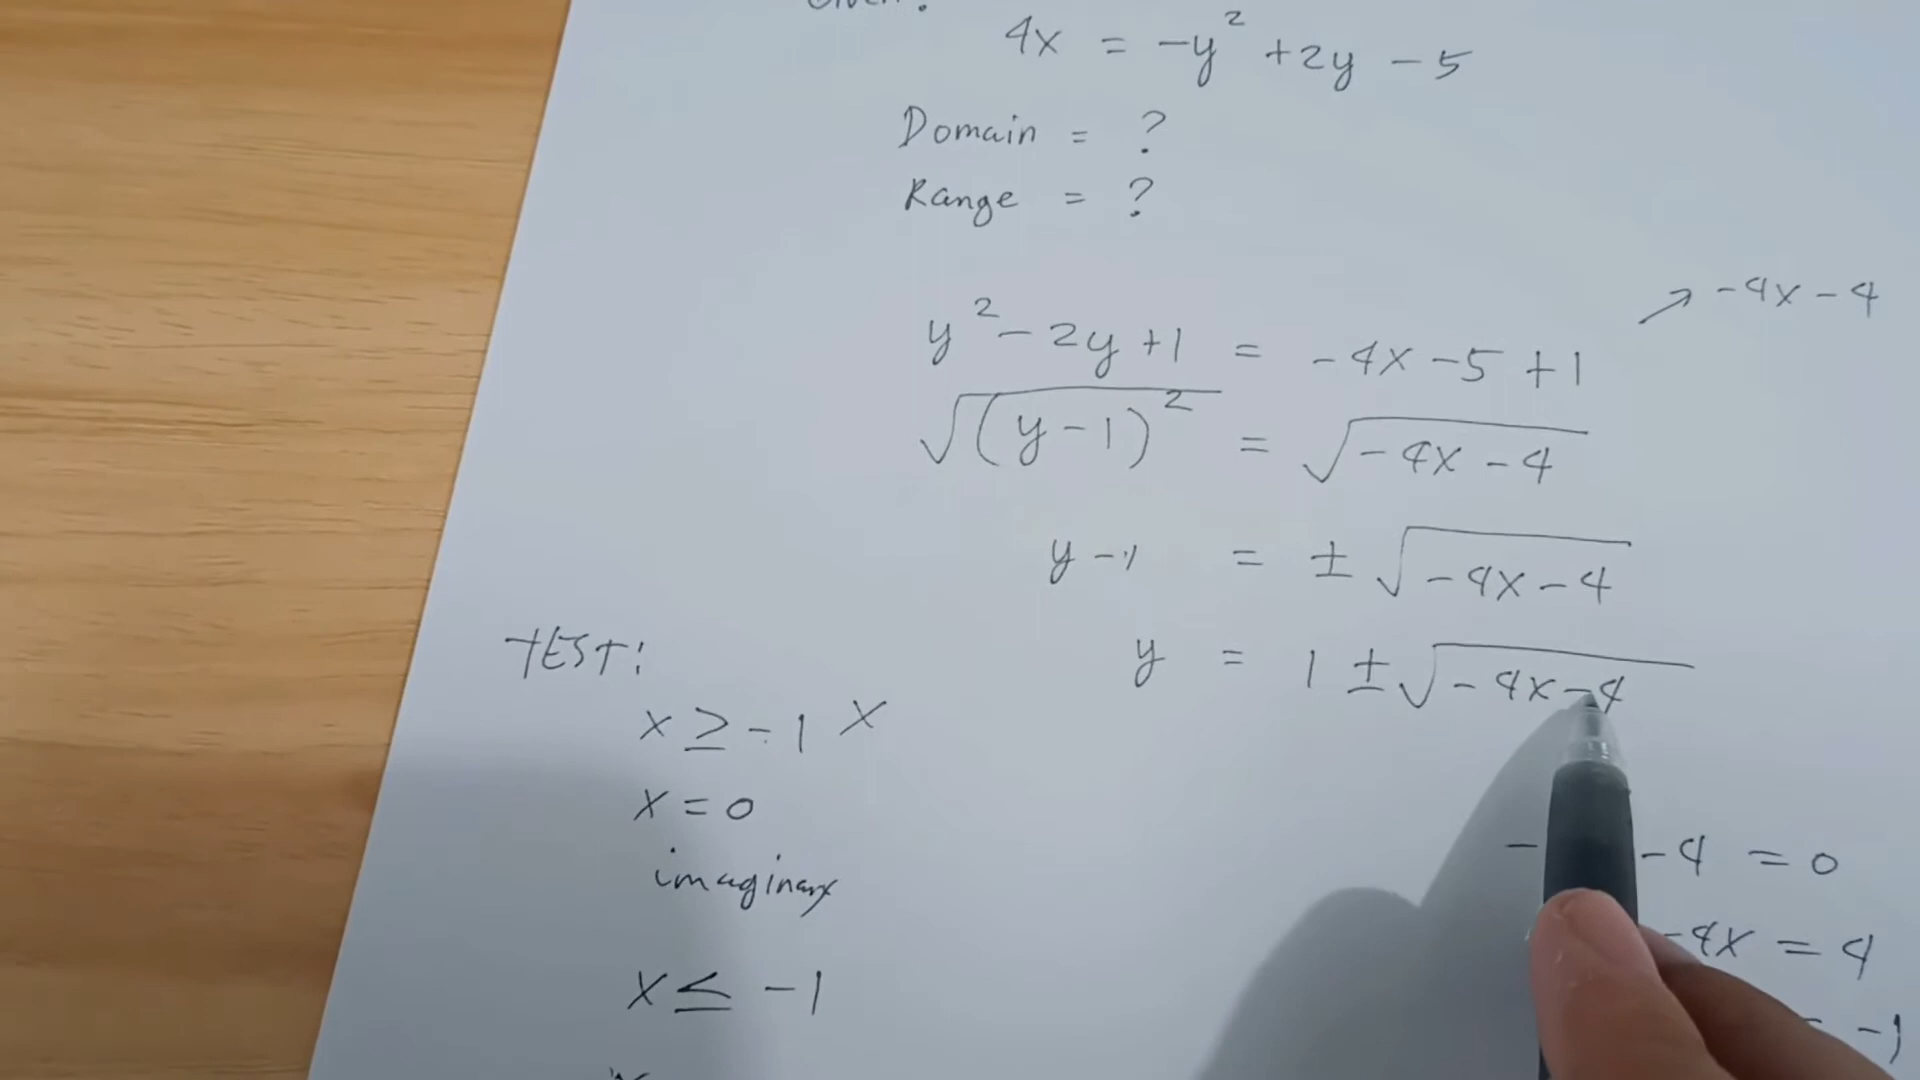 4x = -y² + 2y - 5
Domain = ?
Range = ?
→ -4x - 4
y² - 2y + 1 = -4x - 5 + 1
√(y-1)² = √-4x - 4
y - 1 = ± √-4x - 4
y = 1 ± √-4x - 4
TEST:
x ≥ -1 x
x = 0
imaginary
x ≤ -1
- -4 = 0
-4x = 4
= -1